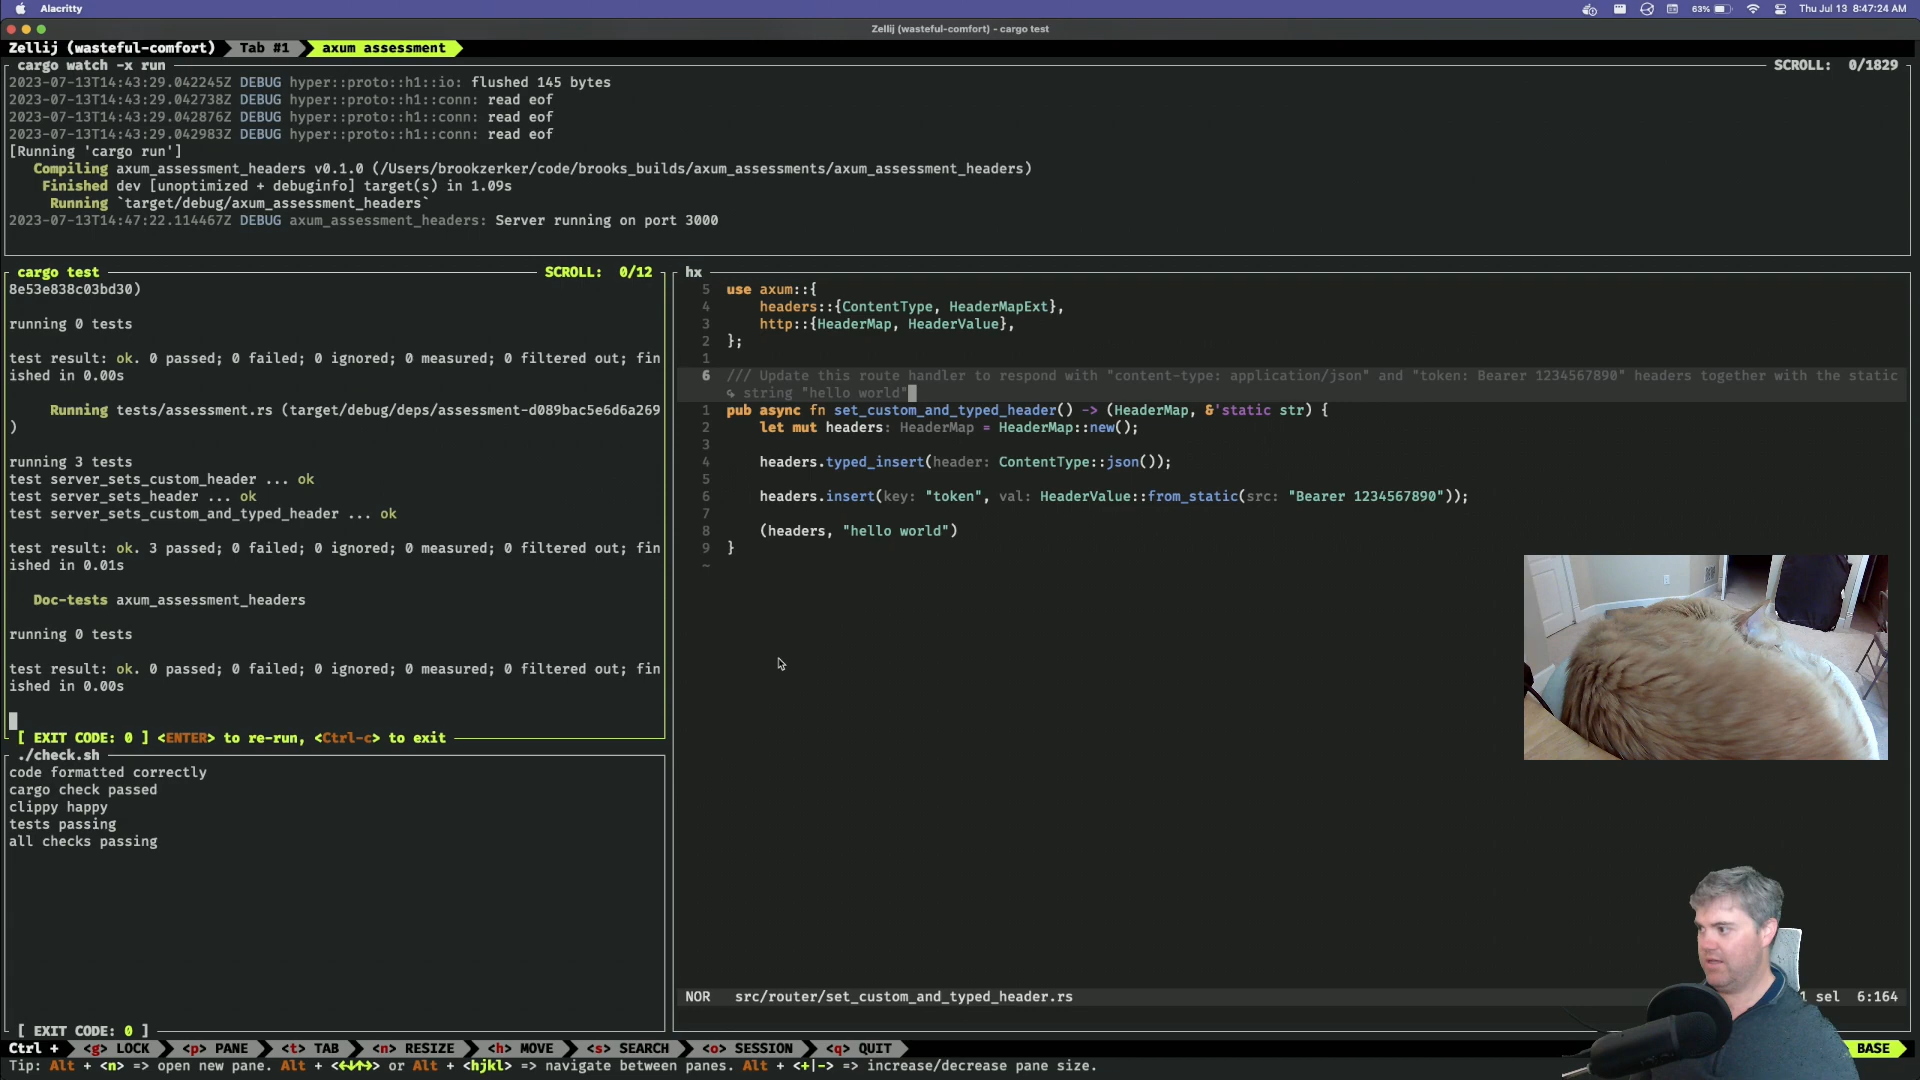 Alacritty
63%
Thu Jul 13 8:47:24 AM
Zellij (wasteful-comfort) - cargo test
Zellij (wasteful-comfort) Tab #1 axum assessment
cargo watch -x run SCROLL: 0/1829
2023-07-13T14:43:29.042245Z DEBUG hyper::proto::h1::io: flushed 145 bytes
2023-07-13T14:43:29.042738Z DEBUG hyper::proto::h1::conn: read eof
2023-07-13T14:43:29.042876Z DEBUG hyper::proto::h1::conn: read eof
2023-07-13T14:43:29.042983Z DEBUG hyper::proto::h1::conn: read eof
[Running 'cargo run']
Compiling axum_assessment_headers v0.1.0 (/Users/brookzerker/code/brooks_builds/axum_assessments/axum_assessment_headers)
Finished dev [unoptimized + debuginfo] target(s) in 1.09s
Running `target/debug/axum_assessment_headers`
2023-07-13T14:47:22.114467Z DEBUG axum_assessment_headers: Server running on port 3000
cargo test SCROLL: 0/12
8e53e838c03bd30)
running 0 tests
test result: ok. 0 passed; 0 failed; 0 ignored; 0 measured; 0 filtered out; fin
ished in 0.00s
Running tests/assessment.rs (target/debug/deps/assessment-d089bac5e6d6a269
)
running 3 tests
test server_sets_custom_header ... ok
test server_sets_header ... ok
test server_sets_custom_and_typed_header ... ok
test result: ok. 3 passed; 0 failed; 0 ignored; 0 measured; 0 filtered out; fin
ished in 0.01s
Doc-tests axum_assessment_headers
running 0 tests
test result: ok. 0 passed; 0 failed; 0 ignored; 0 measured; 0 filtered out; fin
ished in 0.00s
[ EXIT CODE: 0 ] <ENTER> to re-run, <Ctrl-c> to exit
./check.sh
code formatted correctly
cargo check passed
clippy happy
tests passing
all checks passing
[ EXIT CODE: 0 ]
hx
5 use axum::{
4 headers::{ContentType, HeaderMapExt},
3 http::{HeaderMap, HeaderValue},
2 };
1
6 /// Update this route handler to respond with "content-type: application/json" and "token: Bearer 1234567890" headers together with the static
↪ string "hello world"
1 pub async fn set_custom_and_typed_header() -> (HeaderMap, &'static str) {
2 let mut headers: HeaderMap = HeaderMap::new();
3
4 headers.typed_insert(header: ContentType::json());
5
6 headers.insert(key: "token", val: HeaderValue::from_static(src: "Bearer 1234567890"));
7
8 (headers, "hello world")
9 }
~
NOR src/router/set_custom_and_typed_header.rs 1 sel 6:164
Ctrl + <g> LOCK <p> PANE <t> TAB <n> RESIZE <h> MOVE <s> SEARCH <o> SESSION <q> QUIT BASE
Tip: Alt + <n> => open new pane. Alt + <←↓↑→> or Alt + <hjkl> => navigate between panes. Alt + <+|-> => increase/decrease pane size.